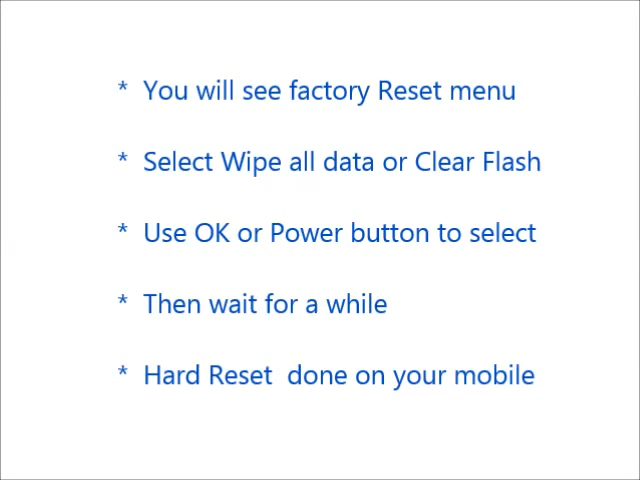 * You will see factory Reset menu
* Select Wipe all data or Clear Flash
* Use OK or Power button to select
* Then wait for a while
* Hard Reset  done on your mobile